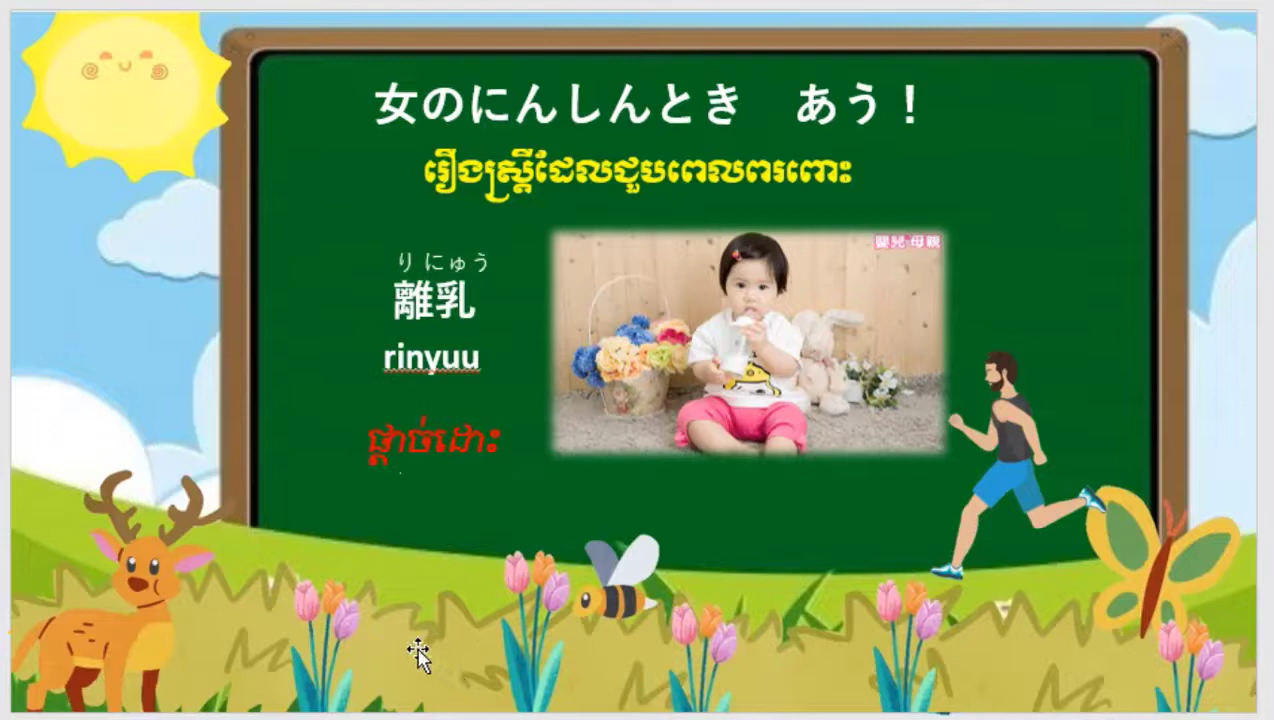 女のにんしんとき　あう！
រឿងស្ត្រីដែលជួបពេលពរពោះ
嬰兒·母親
りにゅう
離乳
rinyuu
ផ្តាច់ដោះ